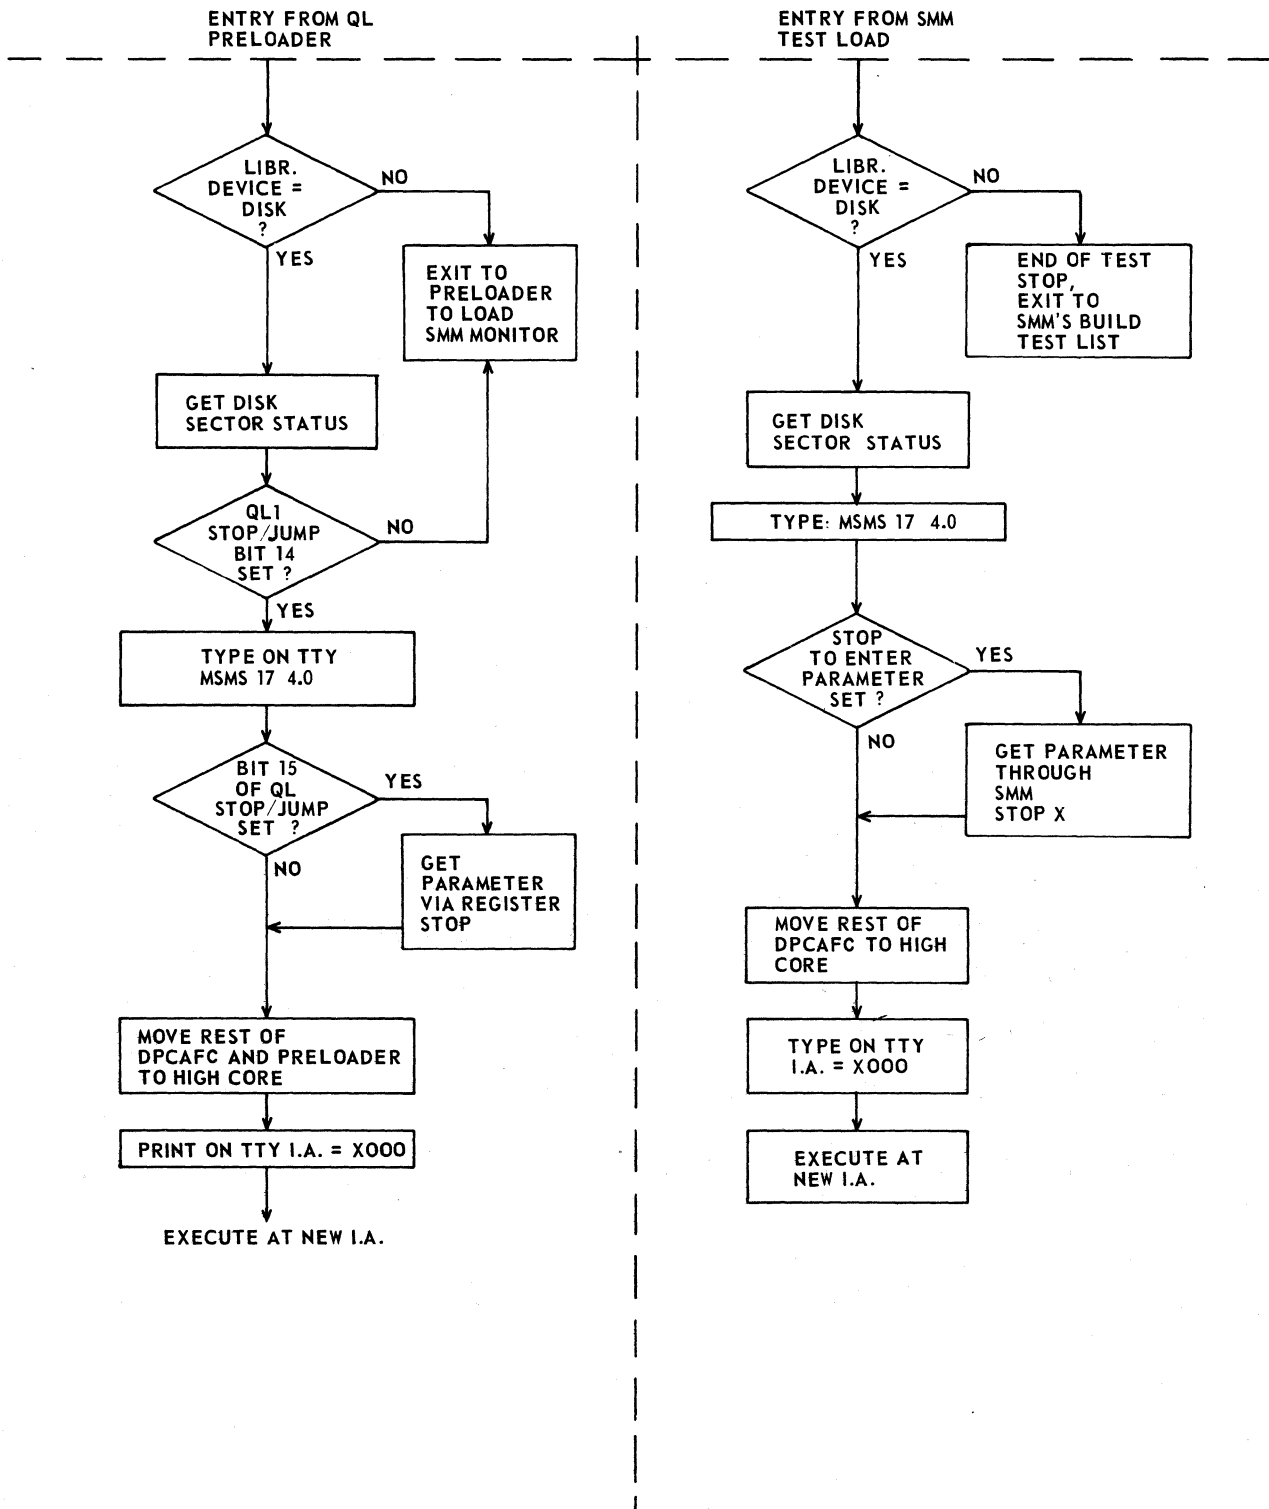 ENTRY FROM QL
PRELOADER
LIBR.
DEVICE =
DISK
?
NO
YES
EXIT TO
PRELOADER
TO LOAD
SMM MONITOR
GET DISK
SECTOR STATUS
QL1
STOP/JUMP
BIT 14
SET ?
NO
YES
TYPE ON TTY
MSMS 17 4.0
BIT 15
OF QL
STOP/JUMP
SET ?
YES
NO
GET
PARAMETER
VIA REGISTER
STOP
MOVE REST OF
DPCAFC AND PRELOADER
TO HIGH CORE
PRINT ON TTY I.A. = X000
EXECUTE AT NEW I.A.
ENTRY FROM SMM
TEST LOAD
LIBR.
DEVICE =
DISK
?
NO
YES
END OF TEST
STOP,
EXIT TO
SMM'S BUILD
TEST LIST
GET DISK
SECTOR STATUS
TYPE: MSMS 17 4.0
STOP
TO ENTER
PARAMETER
SET ?
YES
NO
GET PARAMETER
THROUGH
SMM
STOP X
MOVE REST OF
DPCAFC TO HIGH
CORE
TYPE ON TTY
I.A. = X000
EXECUTE AT
NEW I.A.